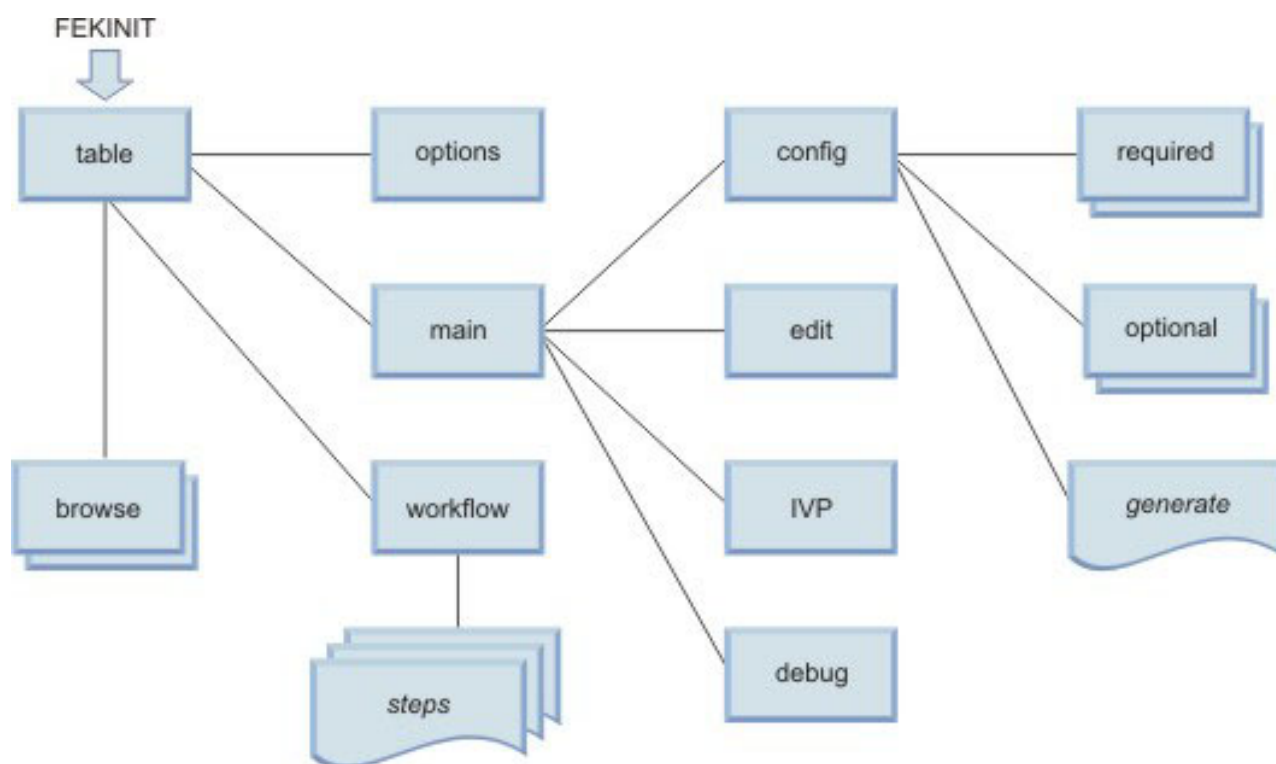 FEKINIT
table
options
config
required
main
edit
optional
browse
workflow
IVP
generate
steps
debug